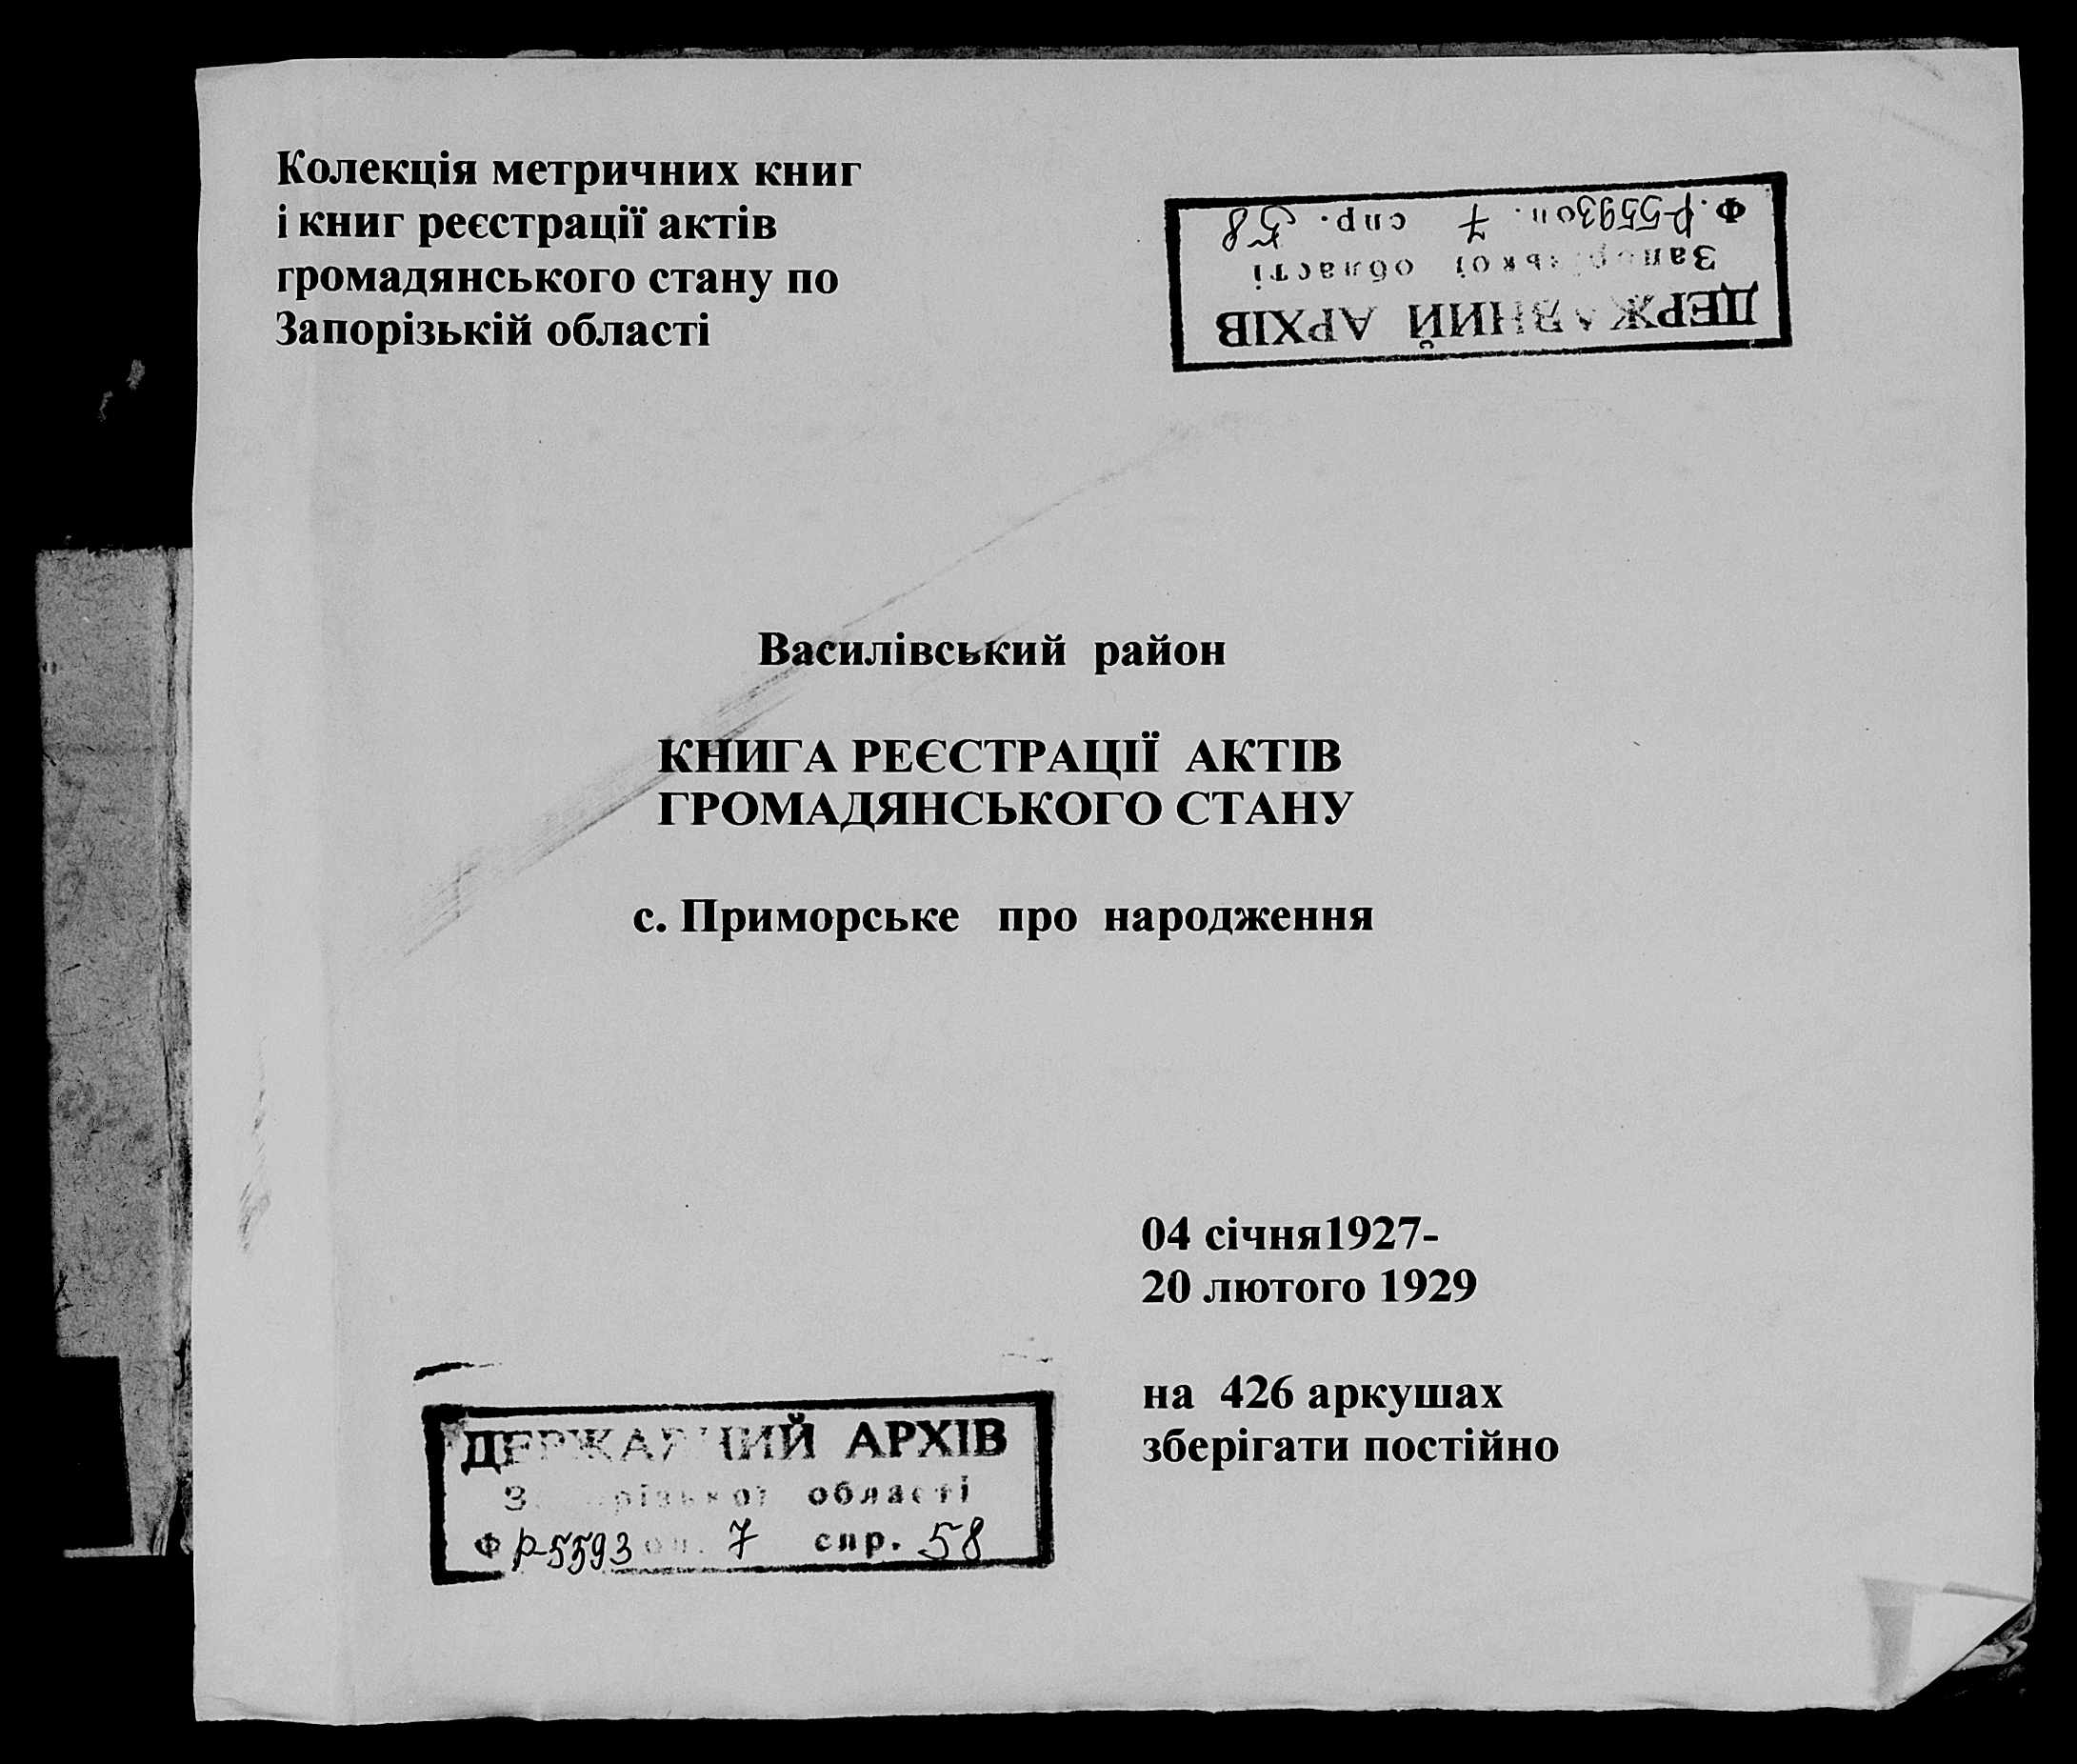 Колекція метричних книг
і книг реєстрації актів
громадянського стану по
Запорізькій області
ДЕРЖАВНИЙ АРХІВ
Запорізької області
Ф. Р-5593 оп. 7 спр. 58
Василівський район
КНИГА РЕЄСТРАЦІЇ АКТІВ
ГРОМАДЯНСЬКОГО СТАНУ
с. Приморське про народження
04 січня1927-
20 лютого 1929
на 426 аркушах
зберігати постійно
ДЕРЖАВНИЙ АРХІВ
Запорізької області
Ф Р-5593 оп. 7 спр. 58